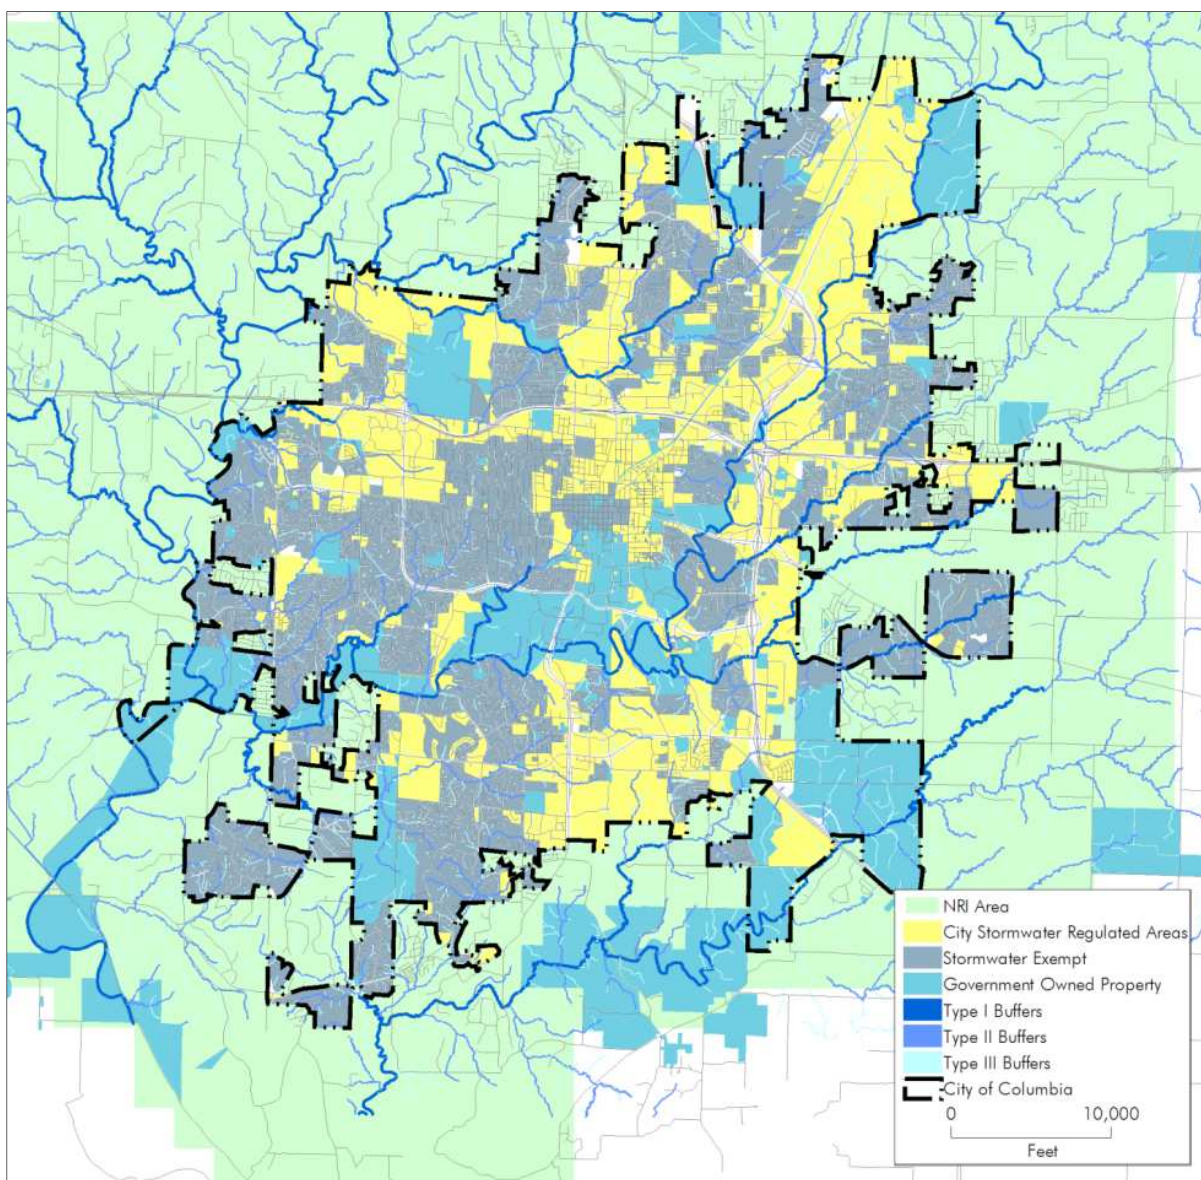 NRI Area
City Stormwater Regulated Areas
Stormwater Exempt
Government Owned Property
Type I Buffers
Type II Buffers
Type III Buffers
City of Columbia
0 10,000
Feet